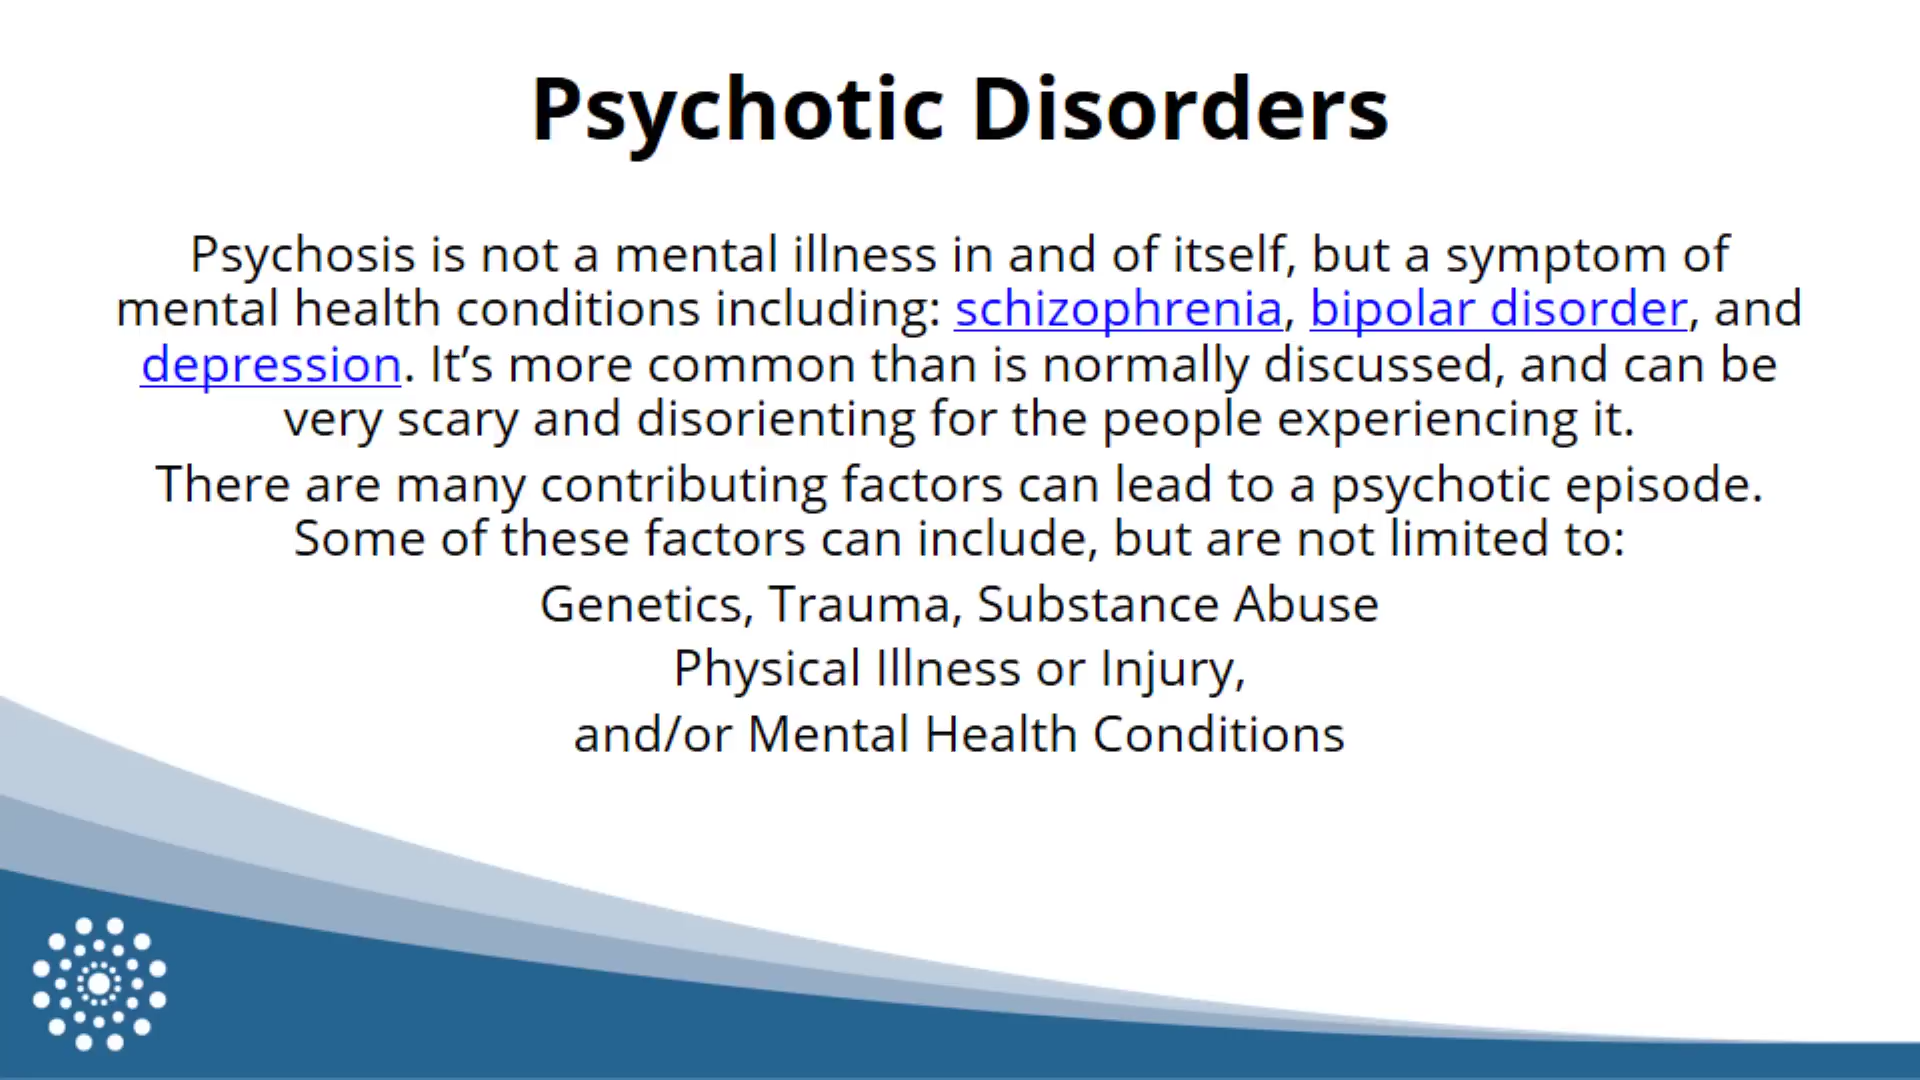 Psychotic Disorders
Psychosis is not a mental illness in and of itself, but a symptom of
mental health conditions including: schizophrenia, bipolar disorder, and
depression. It’s more common than is normally discussed, and can be
very scary and disorienting for the people experiencing it.
There are many contributing factors can lead to a psychotic episode.
Some of these factors can include, but are not limited to:
Genetics, Trauma, Substance Abuse
Physical Illness or Injury,
and/or Mental Health Conditions